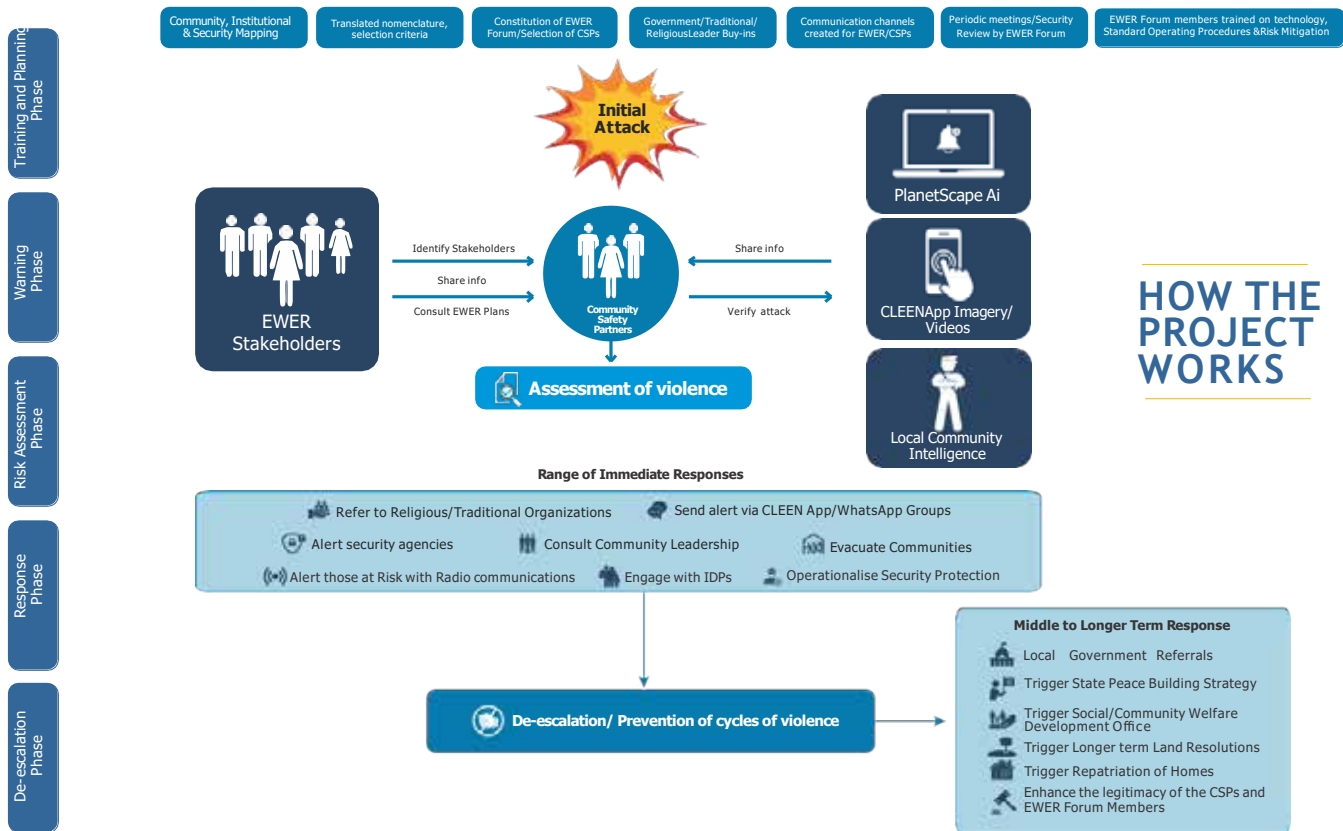 Training and Planning
Phase
Warning
Phase
Risk Assessment
Phase
Response
Phase
De-escalation
Phase
Community, Institutional
& Security Mapping
Translated nomenclature,
selection criteria
Constitution of EWER
Forum/Selection of CSPs
Government/Traditional/
ReligiousLeader Buy-ins
Communication channels
created for EWER/CSPs
Periodic meetings/Security
Review by EWER Forum
EWER Forum members trained on technology,
Standard Operating Procedures &Risk Mitigation
Initial
Attack
PlanetScape Ai
EWER
Stakeholders
Identify Stakeholders
Share info
Consult EWER Plans
Community
Safety
Partners
Share info
Verify attack
CLEENApp Imagery/
Videos
HOW THE
PROJECT
WORKS
Assessment of violence
Local Community
Intelligence
Range of Immediate Responses
Refer to Religious/Traditional Organizations
Send alert via CLEEN App/WhatsApp Groups
Alert security agencies
Consult Community Leadership
Evacuate Communities
Alert those at Risk with Radio communications
Engage with IDPs
Operationalise Security Protection
De-escalation/ Prevention of cycles of violence
Middle to Longer Term Response
Local Government Referrals
Trigger State Peace Building Strategy
Trigger Social/Community Welfare
Development Office
Trigger Longer term Land Resolutions
Trigger Repatriation of Homes
Enhance the legitimacy of the CSPs and
EWER Forum Members